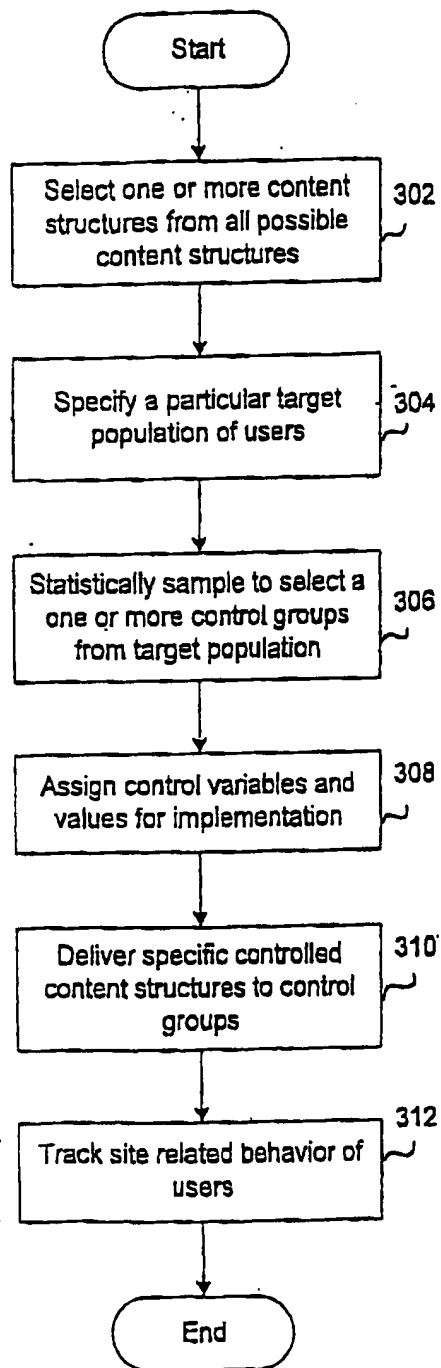 Start
Select one or more content
structures from all possible
content structures
302
Specify a particular target
population of users
304
Statistically sample to select a
one or more control groups
from target population
306
Assign control variables and
values for implementation
308
Deliver specific controlled
content structures to control
groups
310
Track site related behavior of
users
312
End